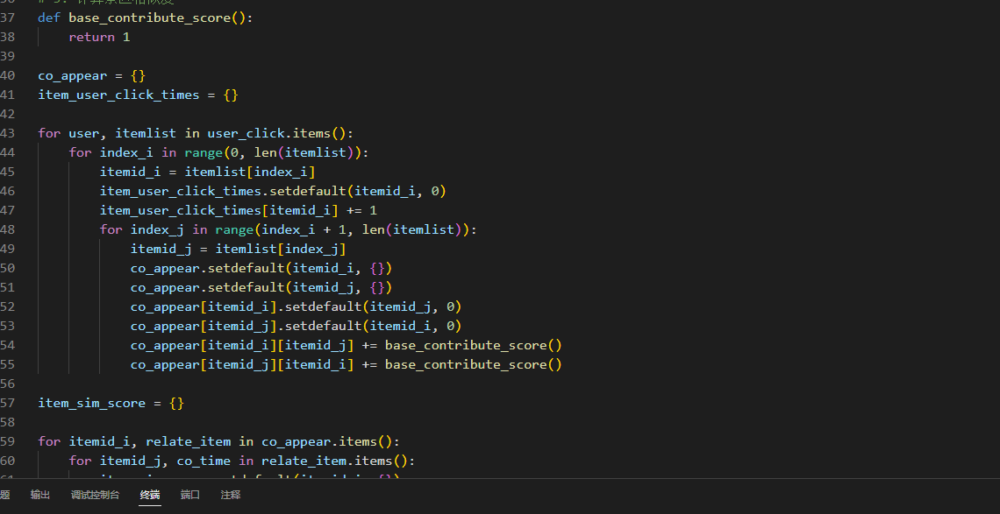 37 def base_contribute_score():
38     return 1
39
40 co_appear = {}
41 item_user_click_times = {}
42
43 for user, itemlist in user_click.items():
44     for index_i in range(0, len(itemlist)):
45         itemid_i = itemlist[index_i]
46         item_user_click_times.setdefault(itemid_i, 0)
47         item_user_click_times[itemid_i] += 1
48         for index_j in range(index_i + 1, len(itemlist)):
49             itemid_j = itemlist[index_j]
50             co_appear.setdefault(itemid_i, {})
51             co_appear.setdefault(itemid_j, {})
52             co_appear[itemid_i].setdefault(itemid_j, 0)
53             co_appear[itemid_j].setdefault(itemid_i, 0)
54             co_appear[itemid_i][itemid_j] += base_contribute_score()
55             co_appear[itemid_j][itemid_i] += base_contribute_score()
56
57 item_sim_score = {}
58
59 for itemid_i, relate_item in co_appear.items():
60     for itemid_j, co_time in relate_item.items():
题 输出 调试控制台 终端 端口 注释